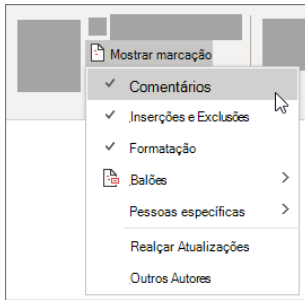 Mostrar marcação
Comentários
Inserções e Exclusões
Formatação
Balões
Pessoas específicas
Realçar Atualizações
Outros Autores